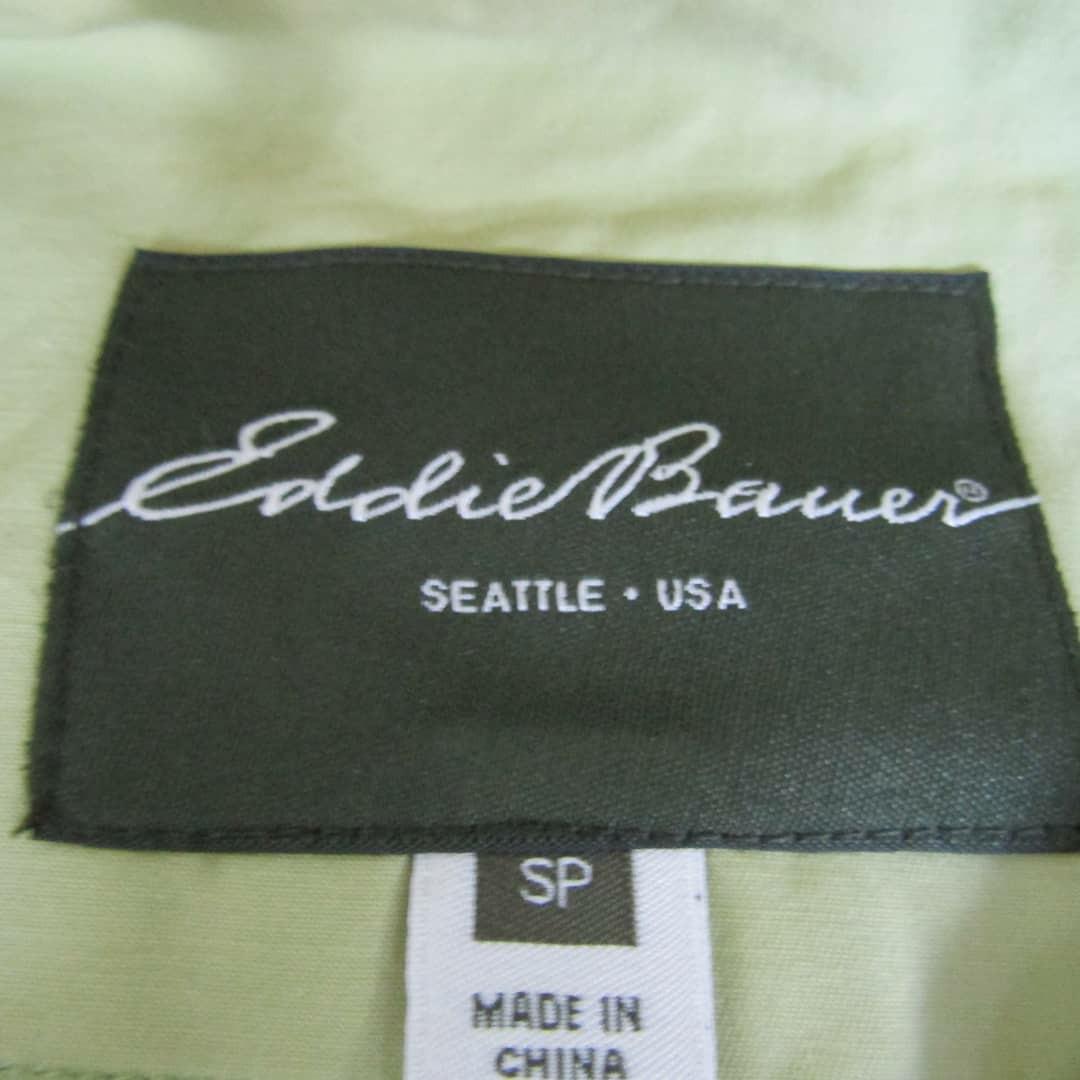 Eddie Bauer®
SEATTLE • USA
SP
MADE IN
CHINA